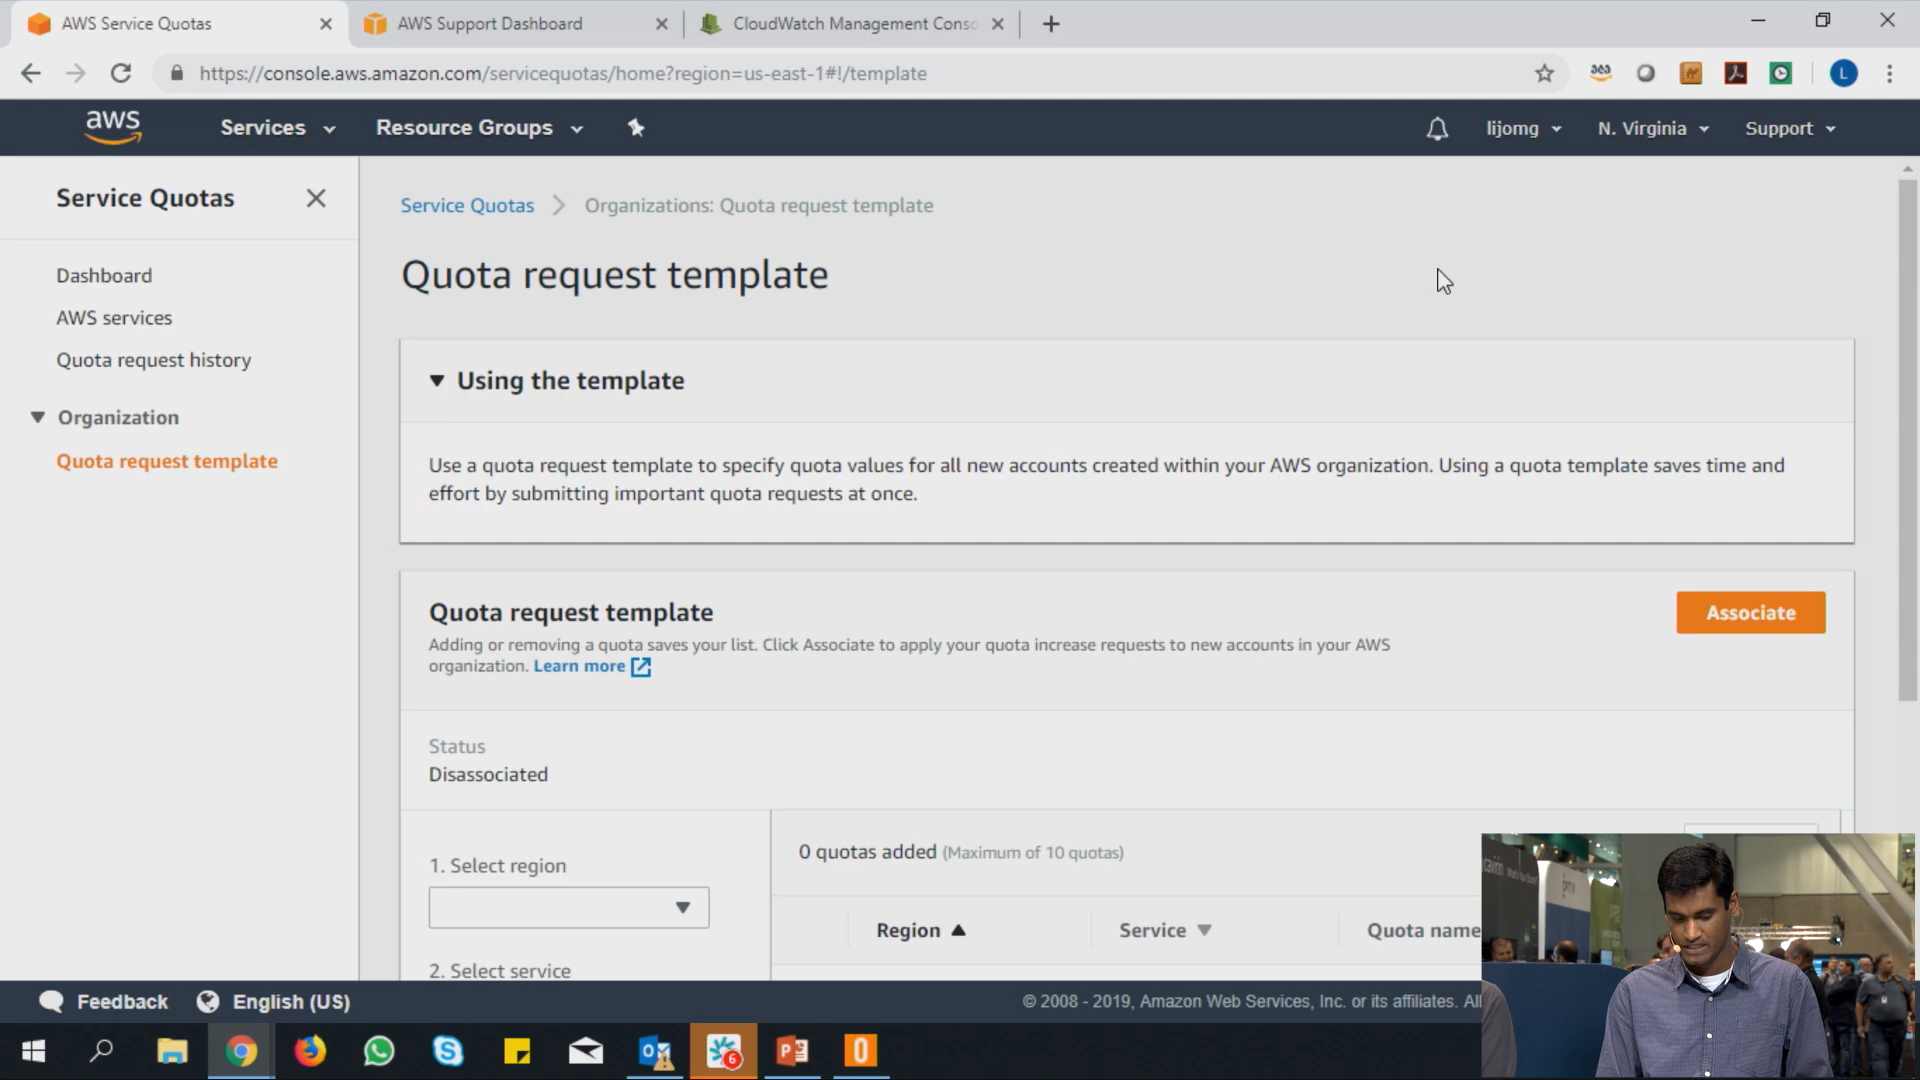 AWS Service Quotas
AWS Support Dashboard
CloudWatch Management Conso
https://console.aws.amazon.com/servicequotas/home?region=us-east-1#!/template
L
aws
Services
Resource Groups
lijomg
N. Virginia
Support
Service Quotas
Dashboard
AWS services
Quota request history
Organization
Quota request template
Service Quotas
Organizations: Quota request template
Quota request template
Using the template
Use a quota request template to specify quota values for all new accounts created within your AWS organization. Using a quota template saves time and
effort by submitting important quota requests at once.
Quota request template
Associate
Adding or removing a quota saves your list. Click Associate to apply your quota increase requests to new accounts in your AWS
organization. Learn more
Status
Disassociated
1. Select region
2. Select service
0 quotas added (Maximum of 10 quotas)
Region
Service
Quota name
Feedback
English (US)
© 2008 - 2019, Amazon Web Services, Inc. or its affiliates. All
6